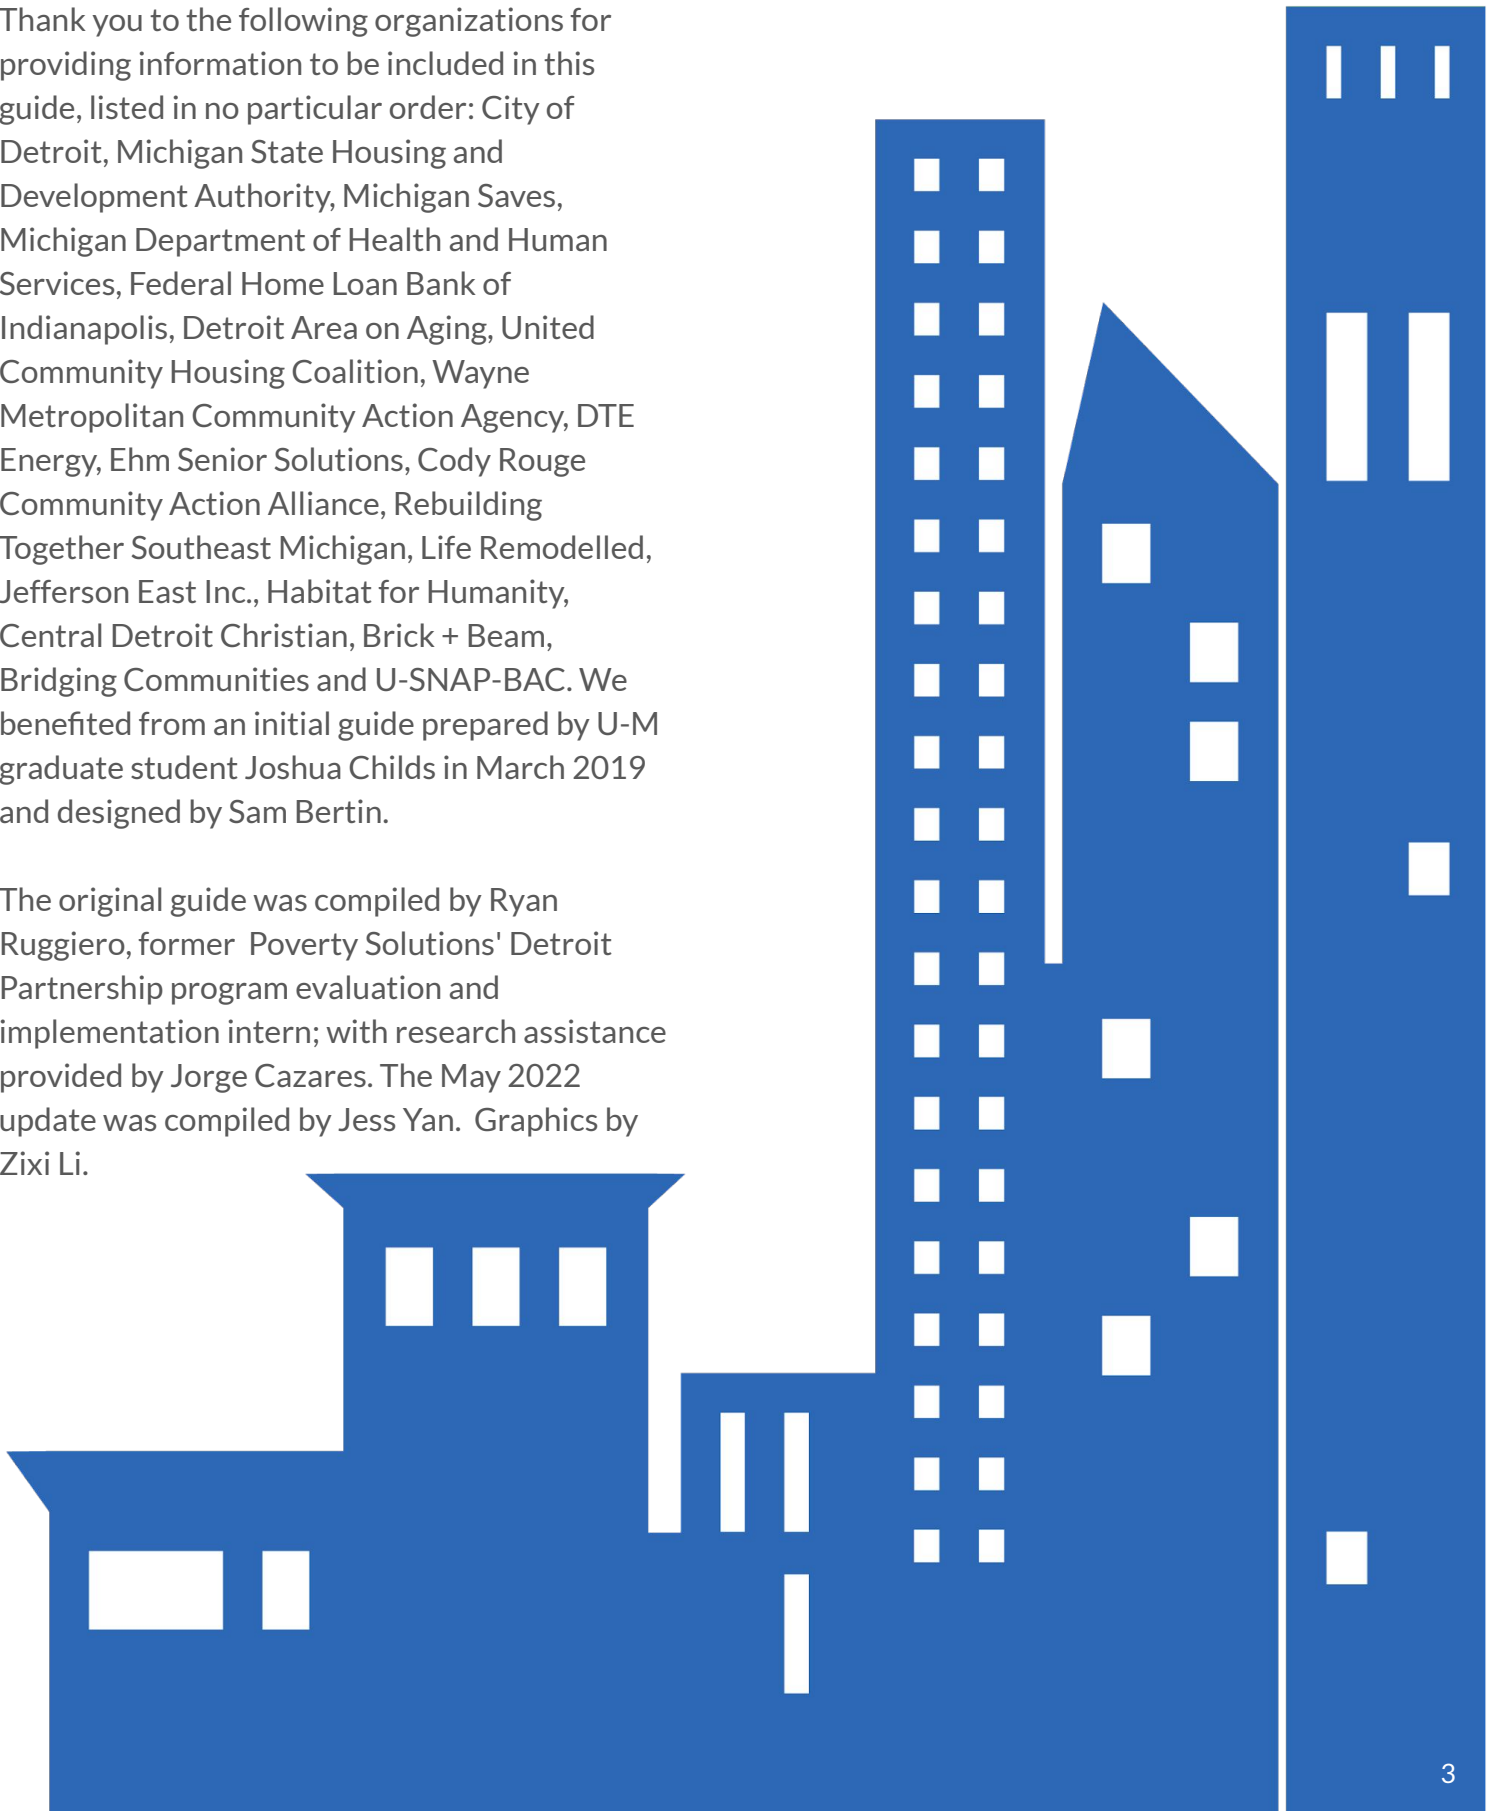 Thank you to the following organizations for
providing information to be included in this
guide, listed in no particular order: City of
Detroit, Michigan State Housing and
Development Authority, Michigan Saves,
Michigan Department of Health and Human
Services, Federal Home Loan Bank of
Indianapolis, Detroit Area on Aging, United
Community Housing Coalition, Wayne
Metropolitan Community Action Agency, DTE
Energy, Ehm Senior Solutions, Cody Rouge
Community Action Alliance, Rebuilding
Together Southeast Michigan, Life Remodelled,
Jefferson East Inc., Habitat for Humanity,
Central Detroit Christian, Brick + Beam,
Bridging Communities and U-SNAP-BAC. We
benefited from an initial guide prepared by U-M
graduate student Joshua Childs in March 2019
and designed by Sam Bertin.
The original guide was compiled by Ryan
Ruggiero, former  Poverty Solutions' Detroit
Partnership program evaluation and
implementation intern; with research assistance
provided by Jorge Cazares. The May 2022
update was compiled by Jess Yan.  Graphics by
Zixi Li.
3